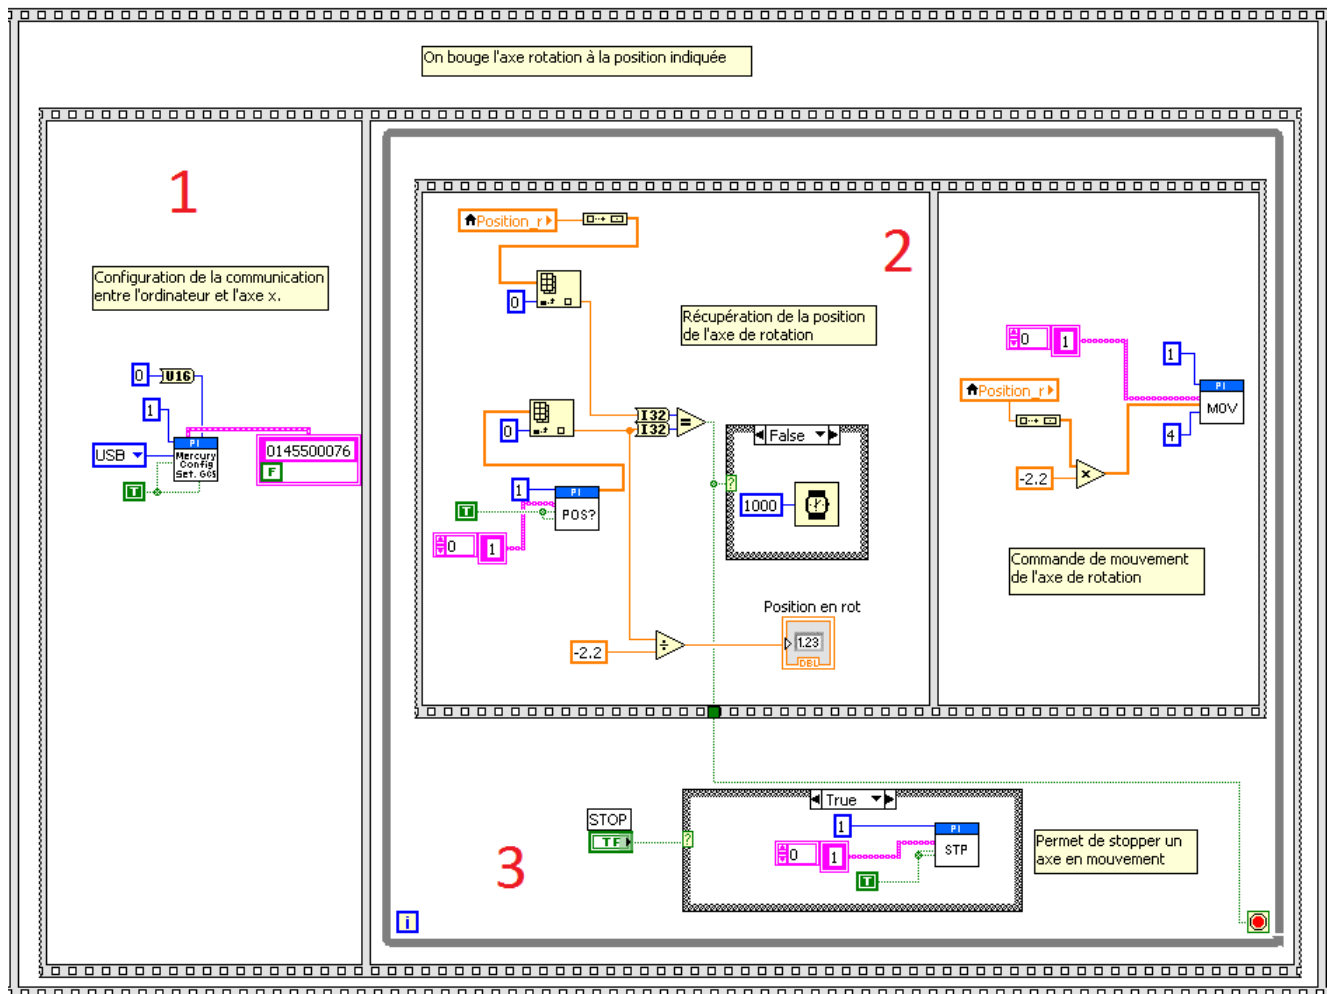 On bouge l'axe rotation à la position indiquée
1
Configuration de la communication
entre l'ordinateur et l'axe x.
0
U16
1
USB
PI
Mercury
Config
Set. GCS
T
0145500076
F
Position_r
0
2
Récupération de la position
de l'axe de rotation
0
I32
I32
=
False
?
1000
1
T
PI
POS?
0
1
Position en rot
-2.2
÷
1.23
DBL
0
1
1
Position_r
PI
MOV
4
-2.2
×
Commande de mouvement
de l'axe de rotation
3
STOP
TF
True
?
1
0
1
PI
STP
T
Permet de stopper un
axe en mouvement
i